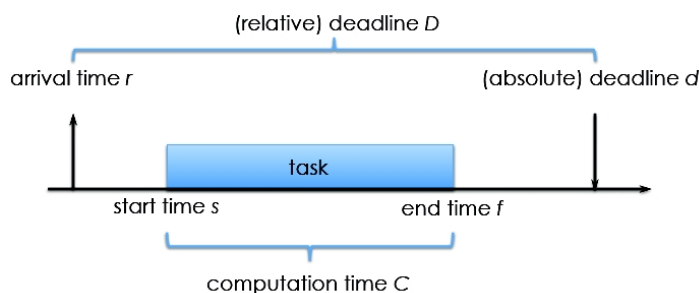 (relative) deadline D
arrival time r
(absolute) deadline d
task
start time s
end time f
computation time C